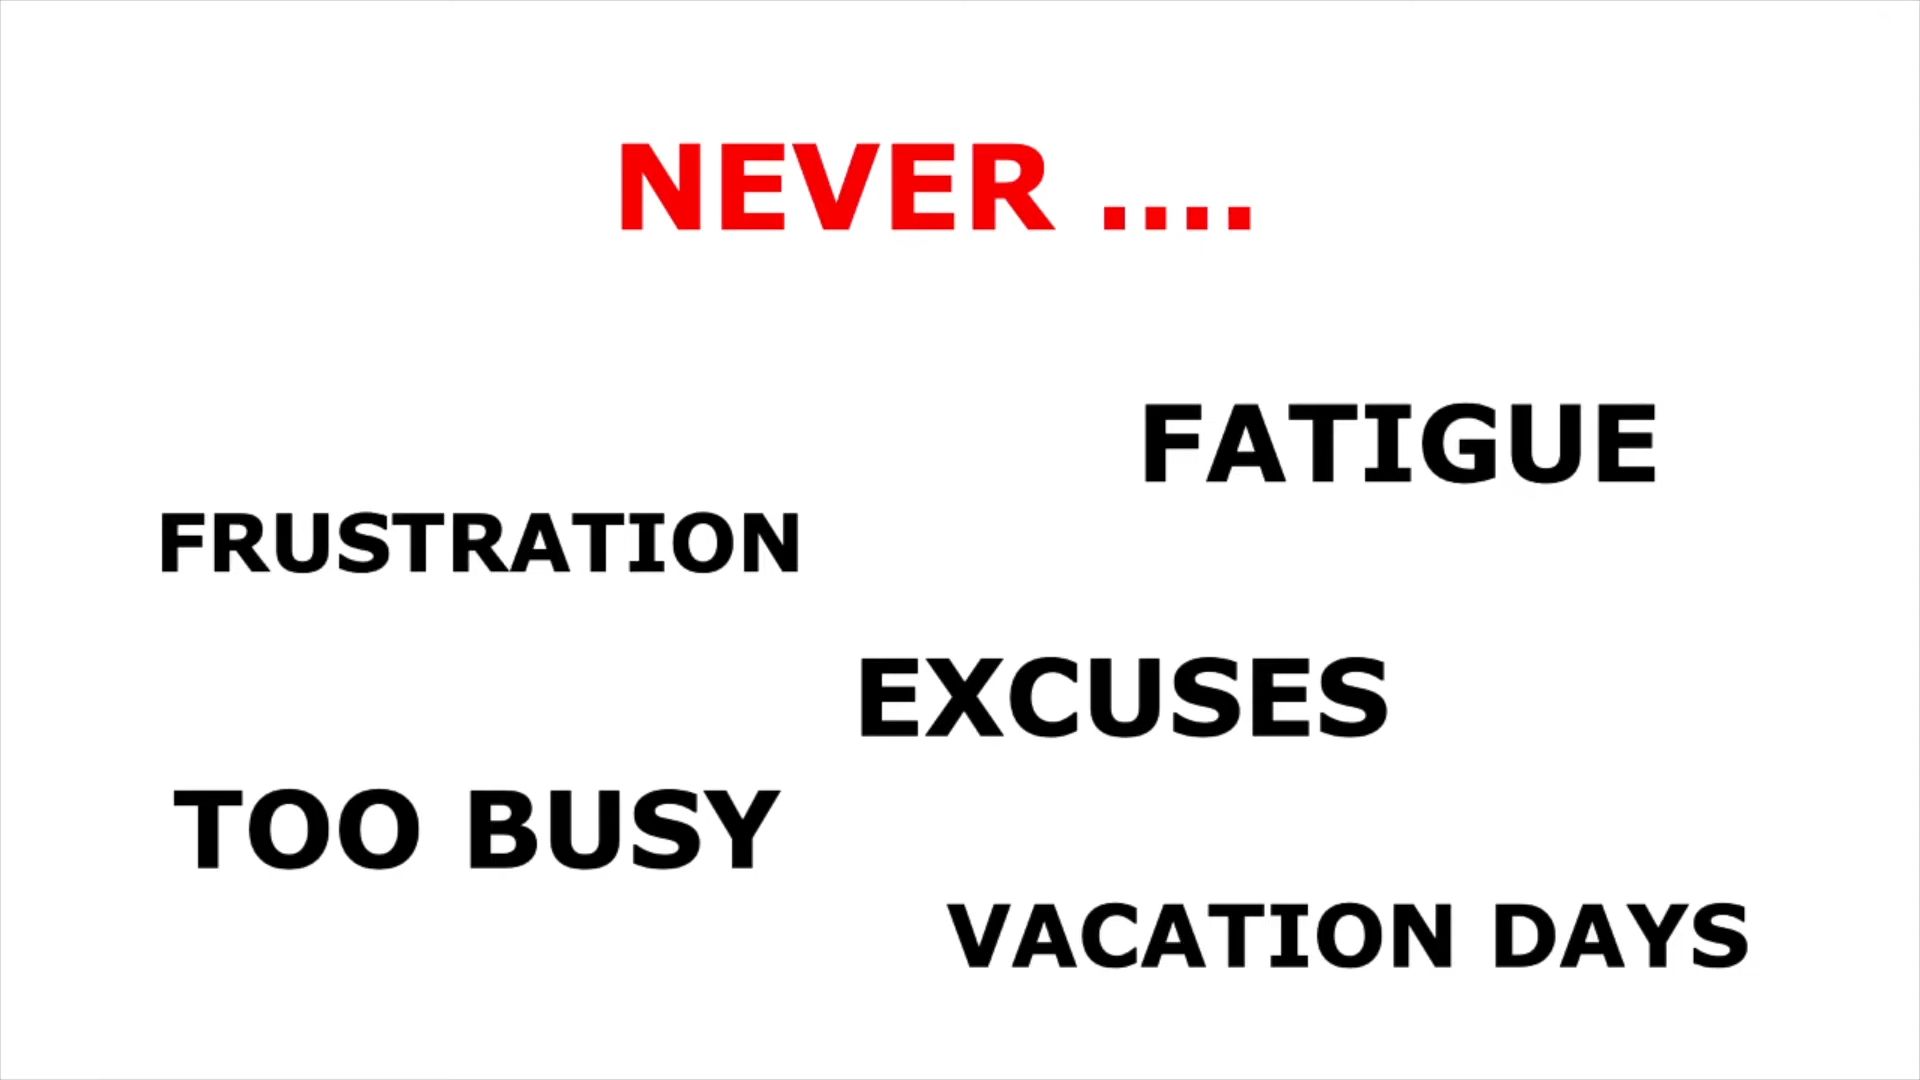 NEVER ....
FATIGUE
FRUSTRATION
EXCUSES
TOO BUSY
VACATION DAYS